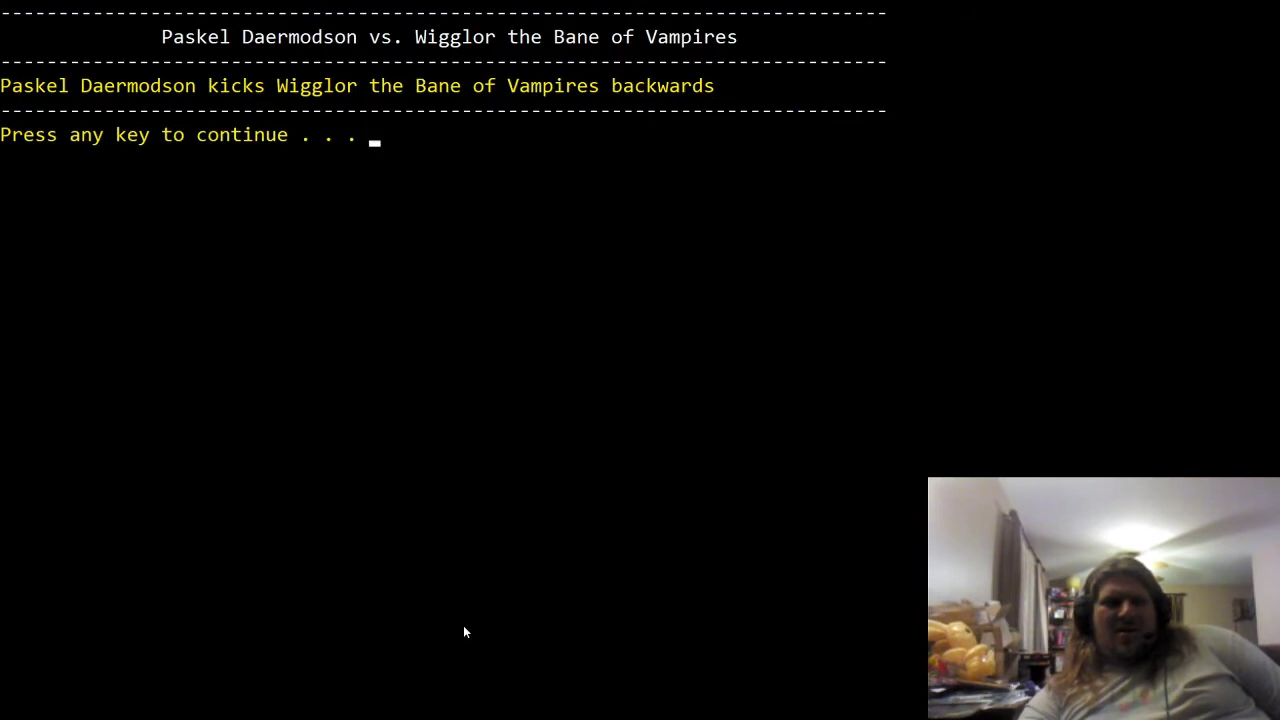 -----------------------------------------------------------------------------
Paskel Daermodson vs. Wigglor the Bane of Vampires
-----------------------------------------------------------------------------
Paskel Daermodson kicks Wigglor the Bane of Vampires backwards
-----------------------------------------------------------------------------
Press any key to continue . . .